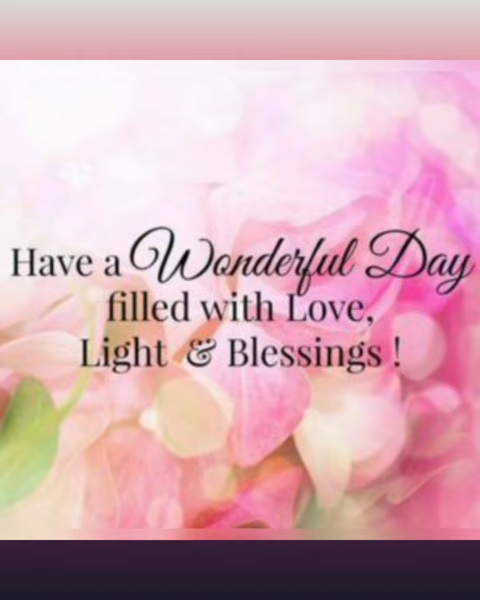 Have a Wonderful Day
filled with Love,
Light & Blessings !